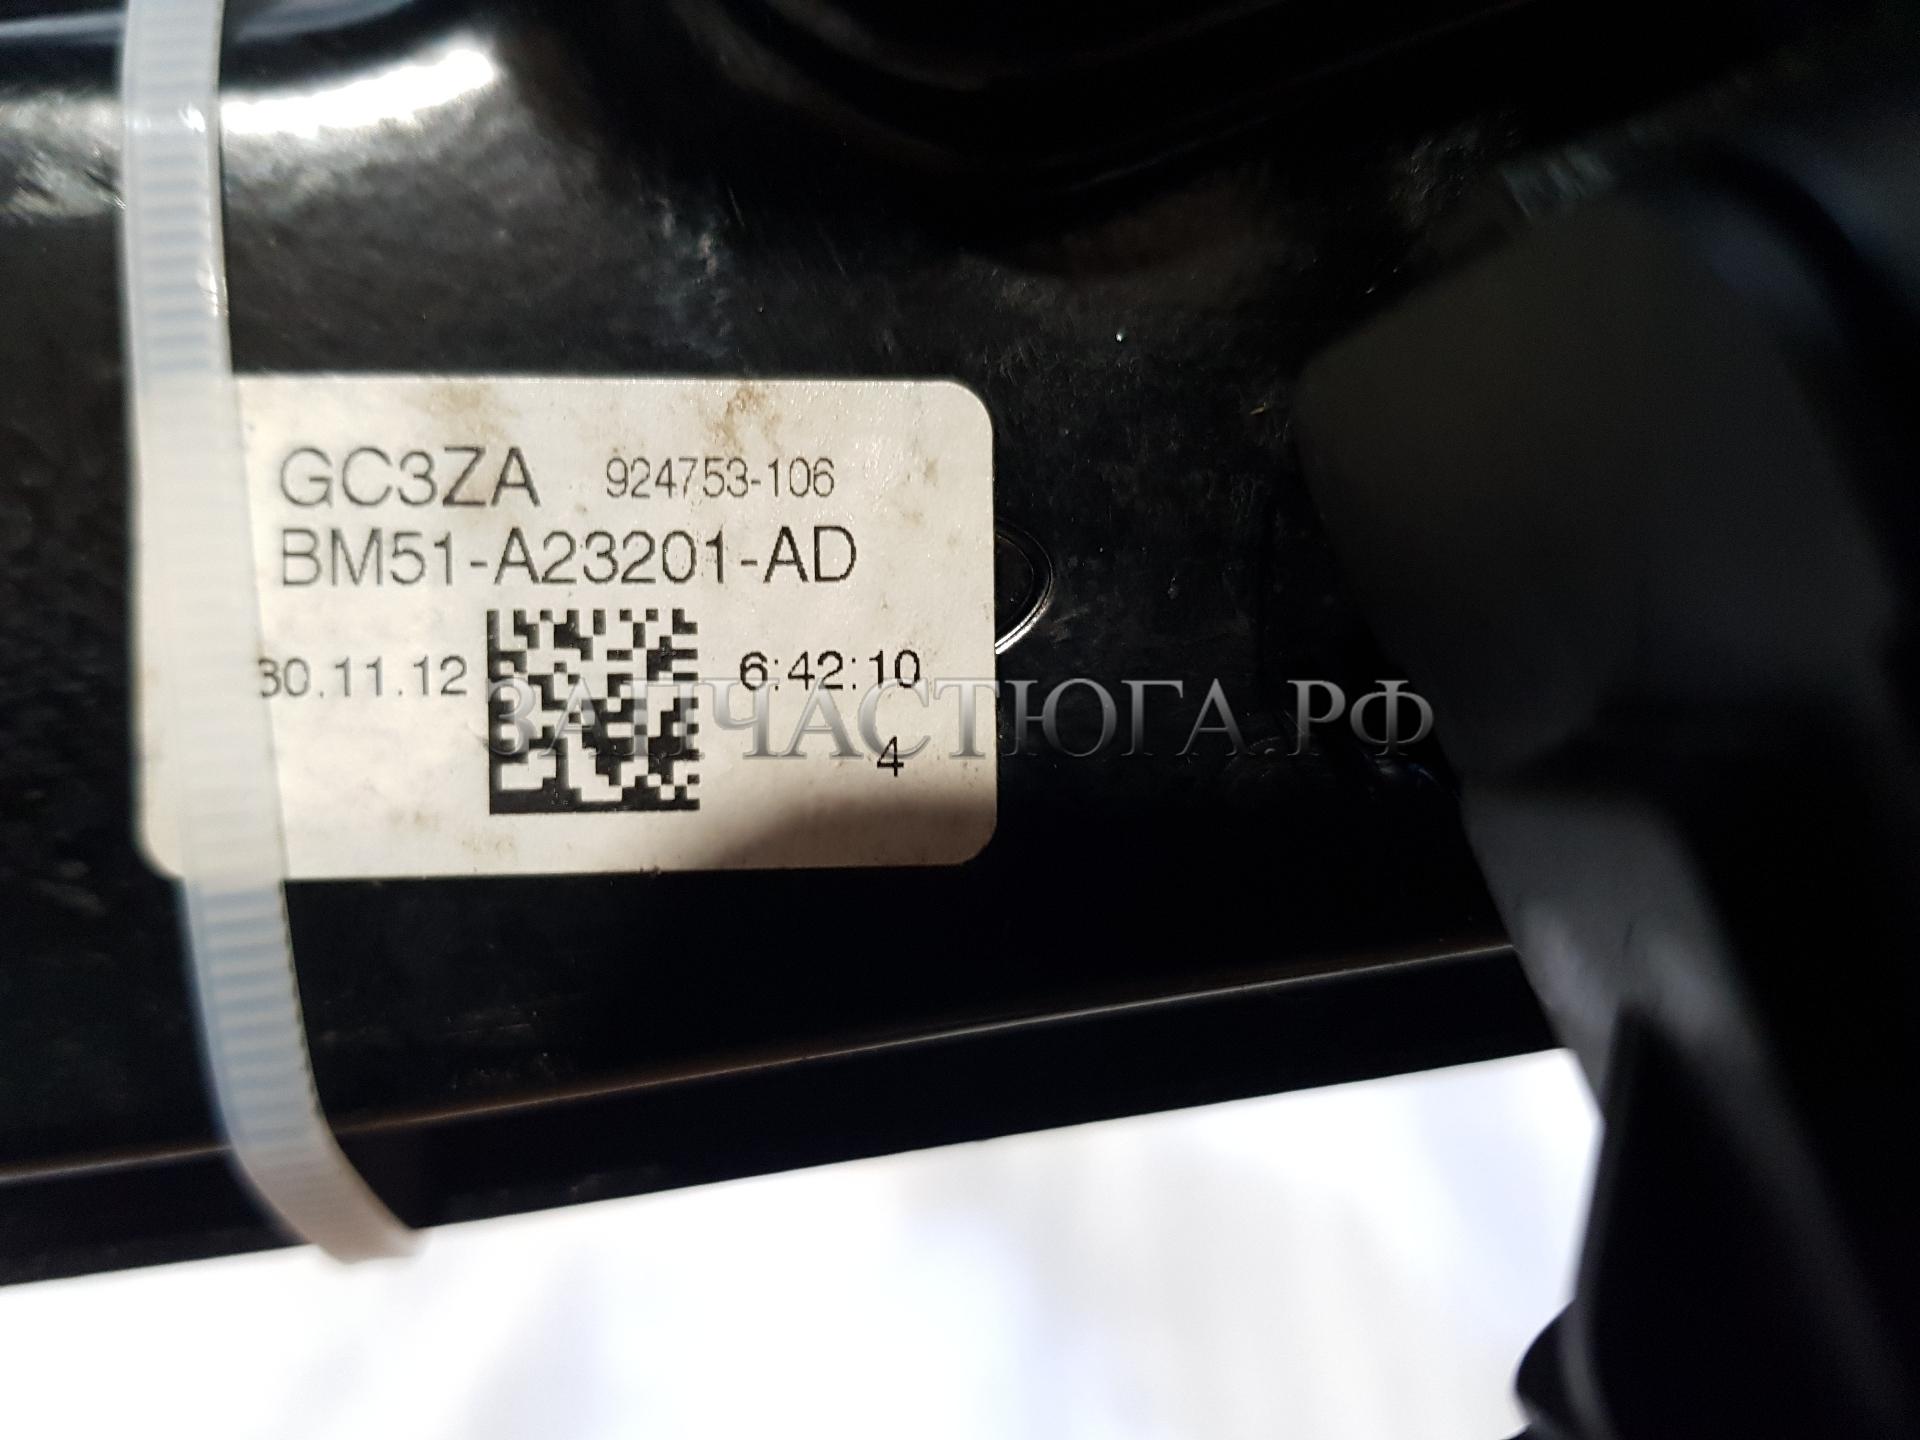 GC3ZA 924753-106
BM51-A23201-AD
30.11.12 6:42:10
ЗАПЧАСТЮГА.РФ
4